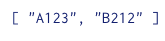 [ "A123", "B212" ]